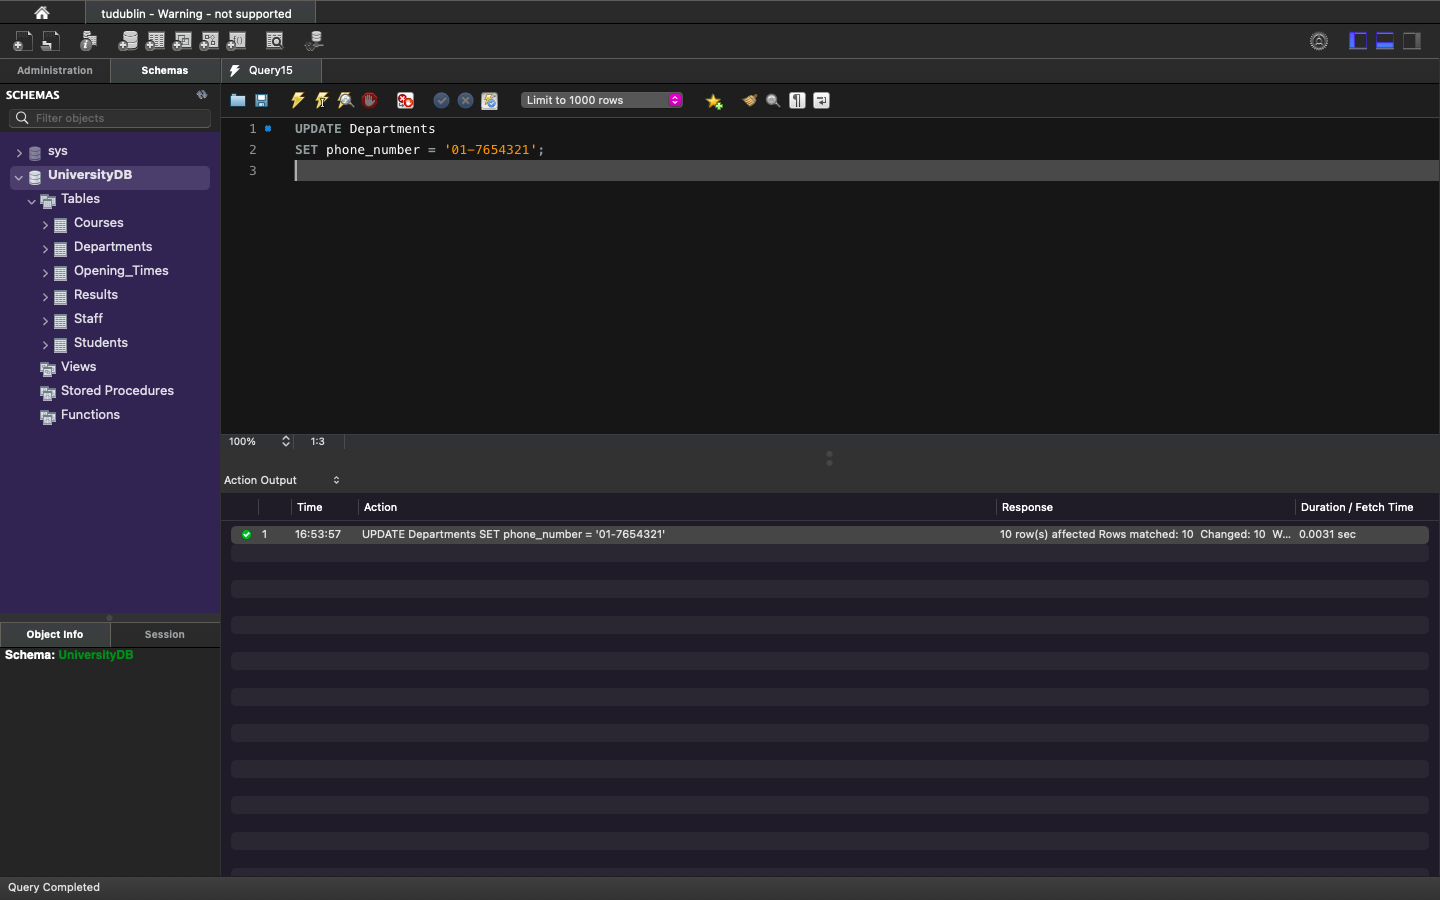 tudublin - Warning - not supported
Administration
Schemas
Query15
SCHEMAS
Filter objects
Limit to 1000 rows
sys
UniversityDB
Tables
Courses
Departments
Opening_Times
Results
Staff
Students
Views
Stored Procedures
Functions
1 UPDATE Departments
2 SET phone_number = '01-7654321';
3
100%
1:3
Action Output
Time Action Response Duration / Fetch Time
1 16:53:57 UPDATE Departments SET phone_number = '01-7654321' 10 row(s) affected Rows matched: 10 Changed: 10 W... 0.0031 sec
Object Info
Session
Schema: UniversityDB
Query Completed